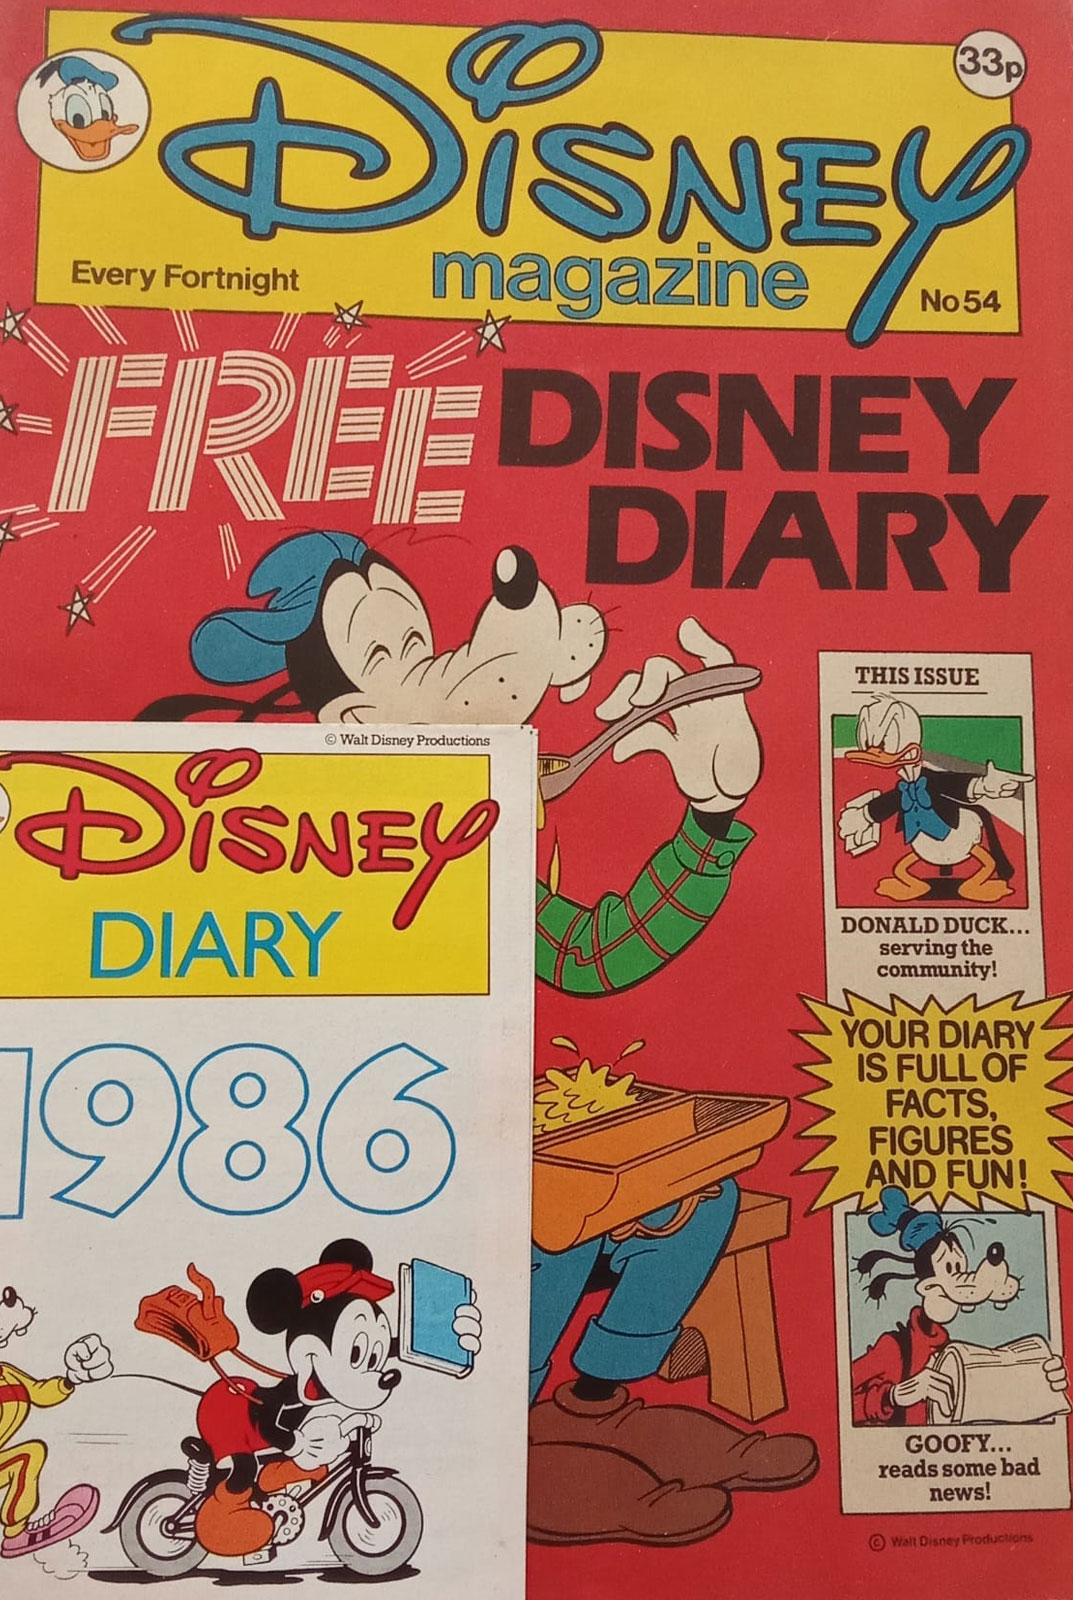 Disney
33p
magazine
Every Fortnight
No 54
FREE DISNEY
DIARY
THIS ISSUE
DONALD DUCK...
serving the
community!
YOUR DIARY
IS FULL OF
FACTS,
FIGURES
AND FUN!
GOOFY...
reads some bad
news!
© Walt Disney Productions
© Walt Disney Productions
Disney
DIARY
1986